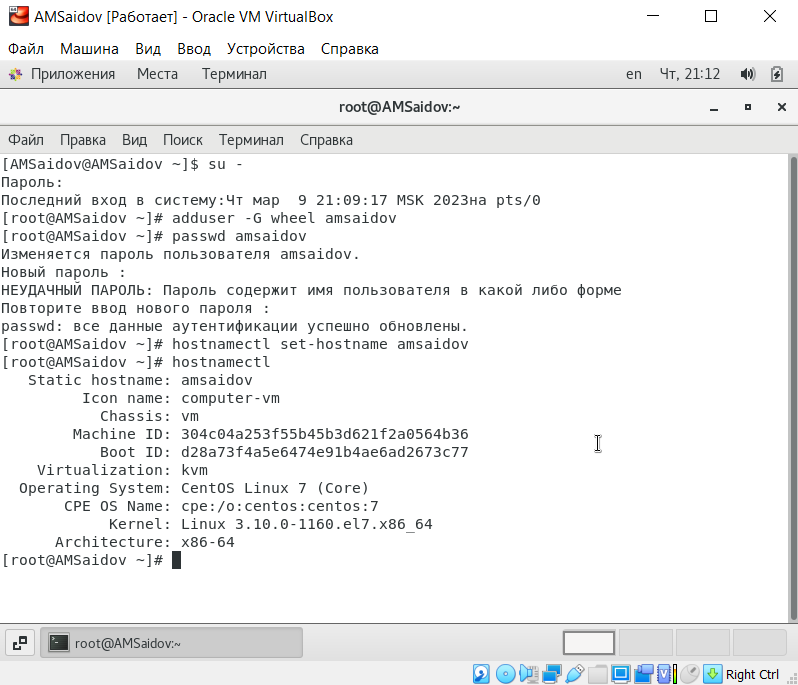 AMSaidov [Работает] - Oracle VM VirtualBox
Файл Машина Вид Ввод Устройства Справка
Приложения Места Терминал en Чт, 21:12
root@AMSaidov:~
Файл Правка Вид Поиск Терминал Справка
[AMSaidov@AMSaidov ~]$ su -
Пароль:
Последний вход в систему:Чт мар  9 21:09:17 MSK 2023на pts/0
[root@AMSaidov ~]# adduser -G wheel amsaidov
[root@AMSaidov ~]# passwd amsaidov
Изменяется пароль пользователя amsaidov.
Новый пароль :
НЕУДАЧНЫЙ ПАРОЛЬ: Пароль содержит имя пользователя в какой либо форме
Повторите ввод нового пароля :
passwd: все данные аутентификации успешно обновлены.
[root@AMSaidov ~]# hostnamectl set-hostname amsaidov
[root@AMSaidov ~]# hostnamectl
Static hostname: amsaidov
Icon name: computer-vm
Chassis: vm
Machine ID: 304c04a253f55b45b3d621f2a0564b36
Boot ID: d28a73f4a5e6474e91b4ae6ad2673c77
Virtualization: kvm
Operating System: CentOS Linux 7 (Core)
CPE OS Name: cpe:/o:centos:centos:7
Kernel: Linux 3.10.0-1160.el7.x86_64
Architecture: x86-64
[root@AMSaidov ~]#
root@AMSaidov:~
Right Ctrl